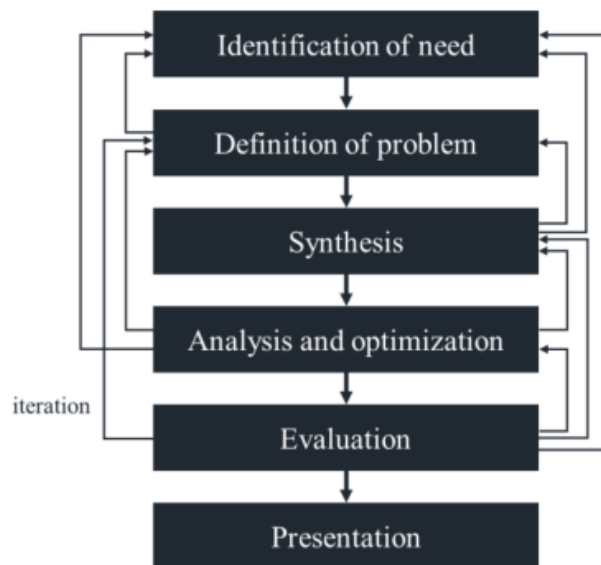 Identification of need
Definition of problem
Synthesis
Analysis and optimization
iteration
Evaluation
Presentation